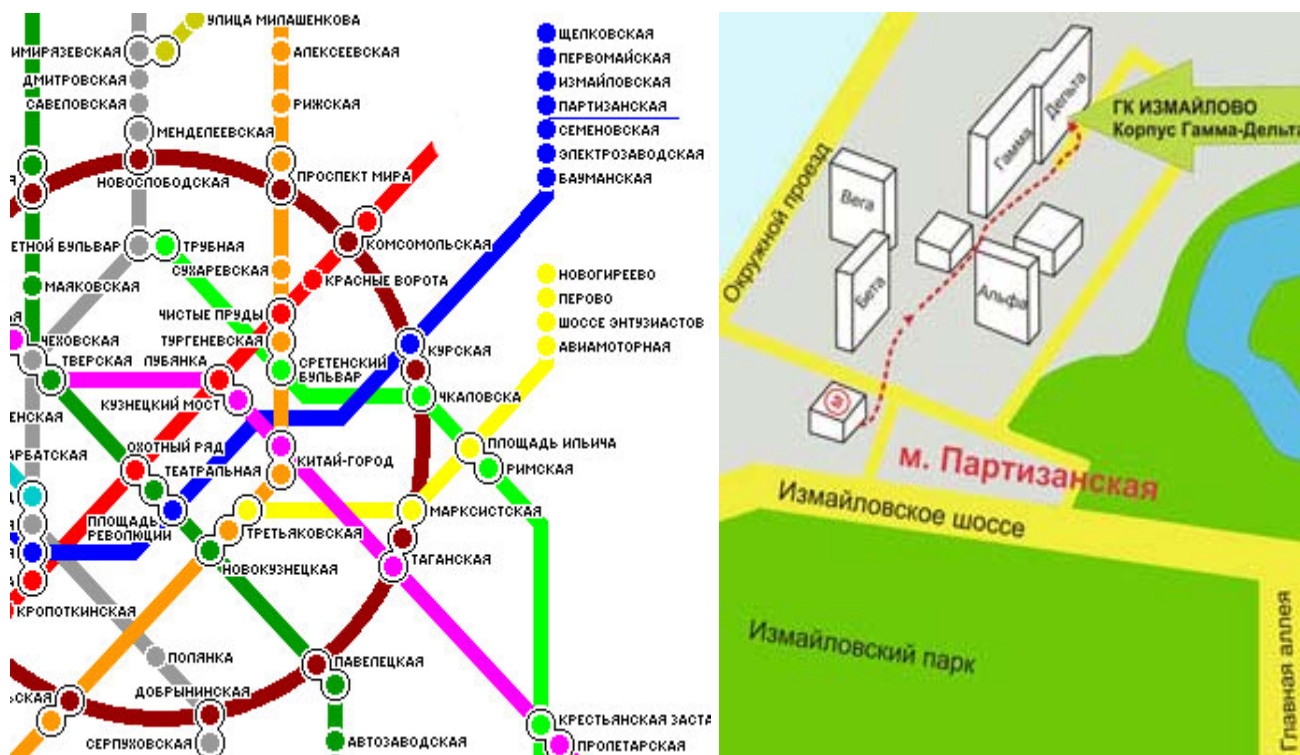 УЛИЦА МИЛАШЕНКОВА
ИМИРЯЗЕВСКАЯ
АЛЕКСЕЕВСКАЯ
ДМИТРОВСКАЯ
САВЕЛОВСКАЯ
РИЖСКАЯ
МЕНДЕЛЕЕВСКАЯ
НОВОСЛОБОДСКАЯ
ПРОСПЕКТ МИРА
КОМСОМОЛЬСКАЯ
ЕТНОЙ БУЛЬВАР
ТРУБНАЯ
СУХАРЕВСКАЯ
КРАСНЫЕ ВОРОТА
МАЯКОВСКАЯ
ЧИСТЫЕ ПРУДЫ
ТУРГЕНЕВСКАЯ
ЧЕХОВСКАЯ
ТВЕРСКАЯ
ЛУБЯНКА
СРЕТЕНСКИЙ
БУЛЬВАР
КУРСКАЯ
ЧКАЛОВСКА
КУЗНЕЦКИЙ МОСТ
ЕНСКАЯ
АРБАТСКАЯ
ОХОТНЫЙ РЯД
ТЕАТРАЛЬНАЯ
КИТАЙ-ГОРОД
ПЛОЩАДЬ ИЛЬИЧА
РИМСКАЯ
ПЛОЩАДЬ
РЕВОЛЮЦИИ
ТРЕТЬЯКОВСКАЯ
МАРКСИСТСКАЯ
НОВОКУЗНЕЦКАЯ
ТАГАНСКАЯ
КРОПОТКИНСКАЯ
ПОЛЯНКА
ПАВЕЛЕЦКАЯ
ДОБРЫНИНСКАЯ
ЬСКАЯ
СЕРПУХОВСКАЯ
АВТОЗАВОДСКАЯ
КРЕСТЬЯНСКАЯ ЗАСТА
ПРОЛЕТАРСКАЯ
ЩЕЛКОВСКАЯ
ПЕРВОМАЙСКАЯ
ИЗМАЙЛОВСКАЯ
ПАРТИЗАНСКАЯ
СЕМЕНОВСКАЯ
ЭЛЕКТРОЗАВОДСКАЯ
БАУМАНСКАЯ
НОВОГИРЕЕВО
ПЕРОВО
ШОССЕ ЭНТУЗИАСТОВ
АВИАМОТОРНАЯ
ГК ИЗМАЙЛОВО
Корпус Гамма-Дельта
Дельта
Гамма
Вега
Бета
Альфа
Окружной проезд
м
м. Партизанская
Измайловское шоссе
Измайловский парк
Главная аллея